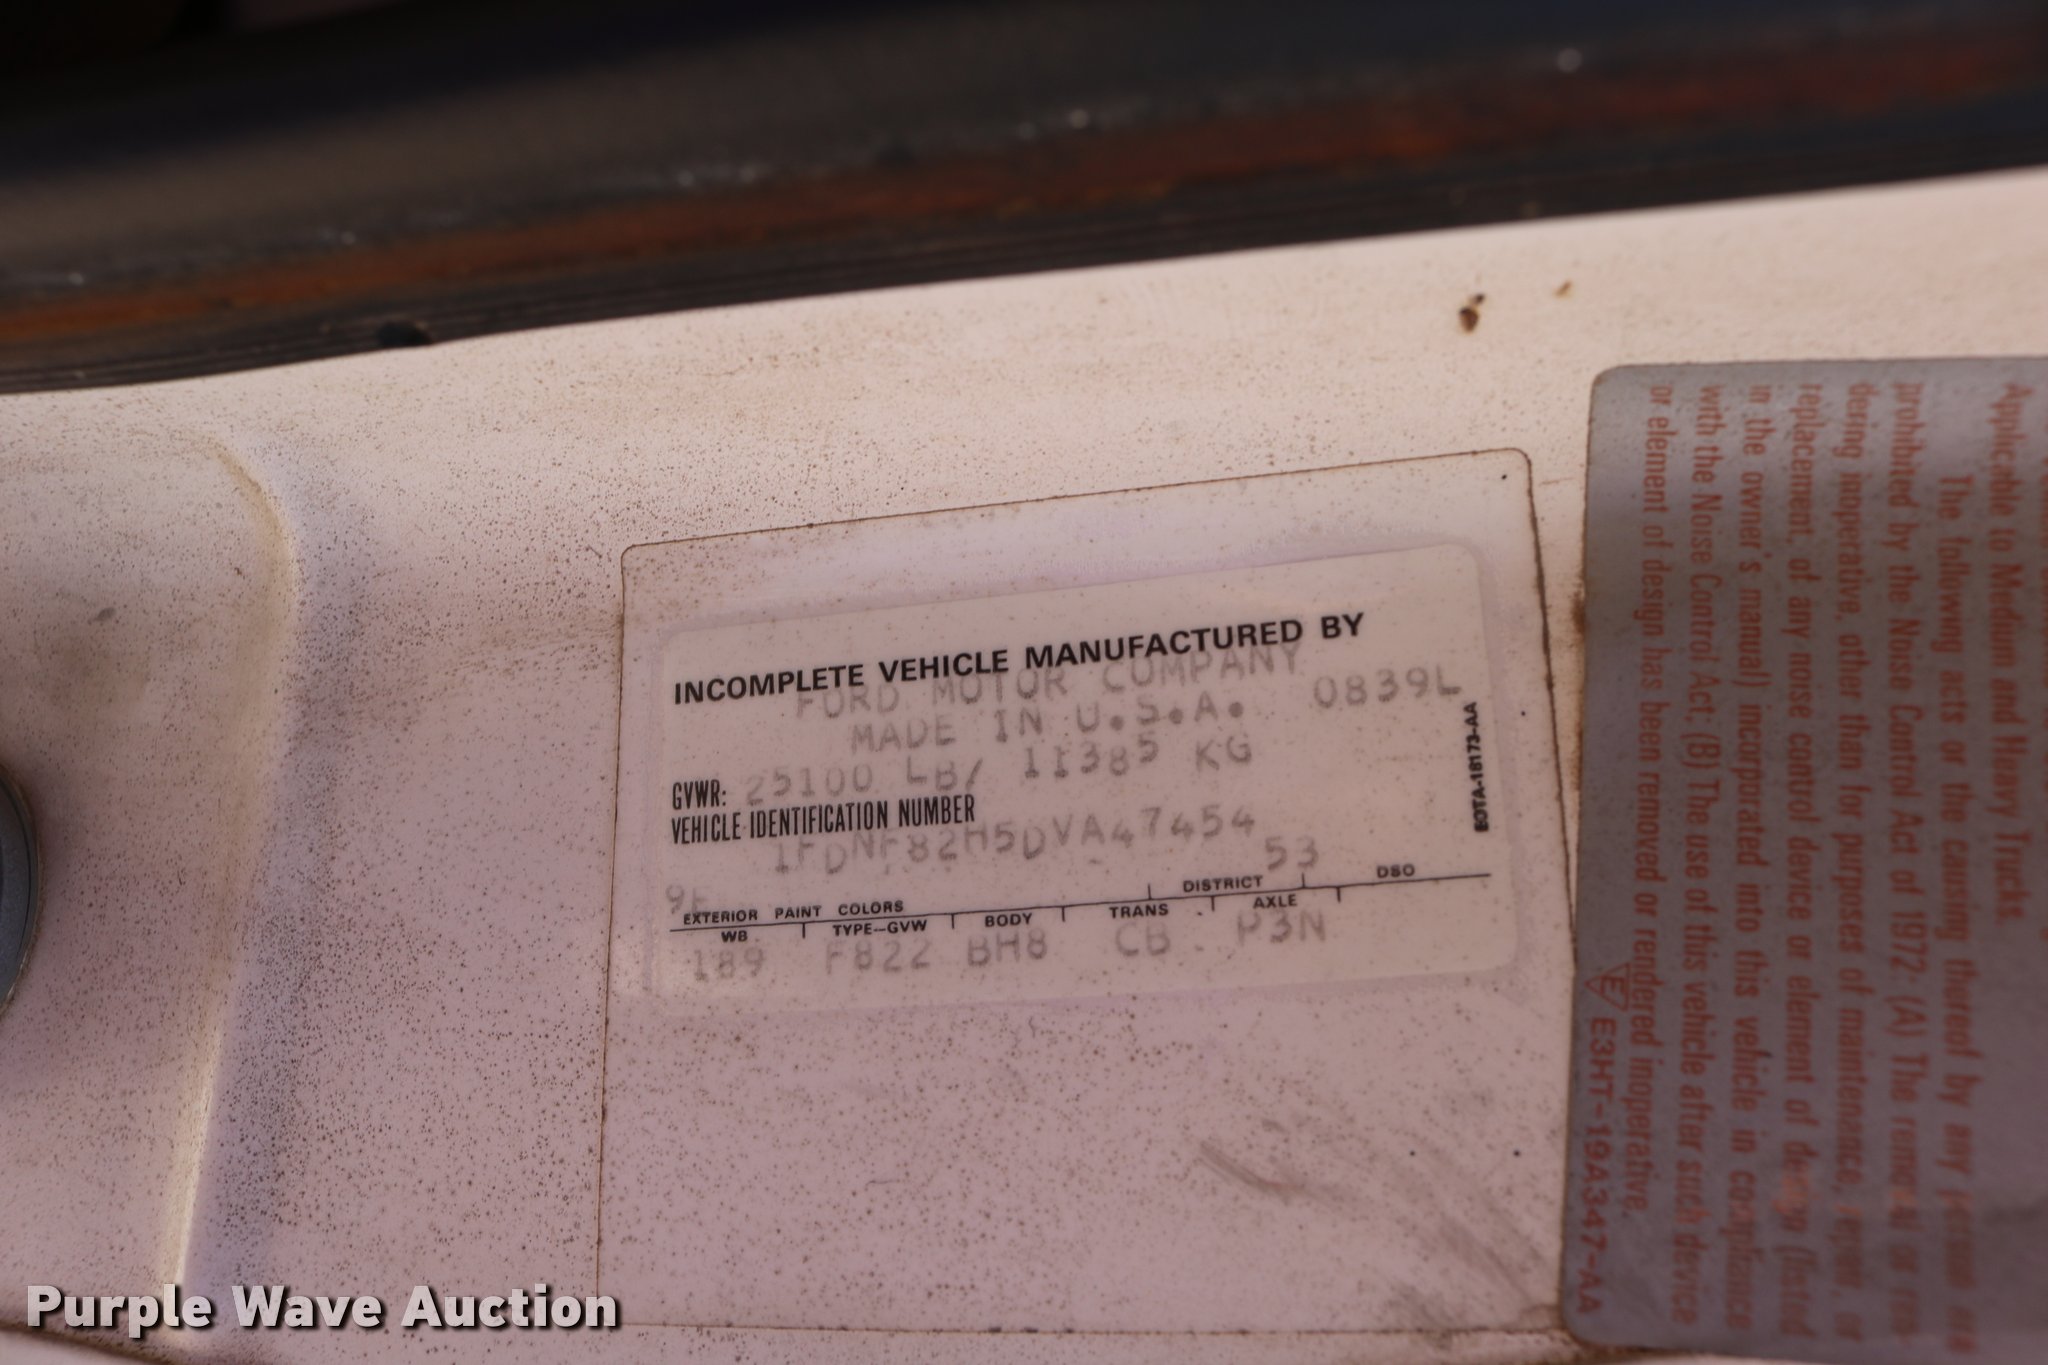 INCOMPLETE VEHICLE MANUFACTURED BY
FORD MOTOR COMPANY
MADE IN U.S.A. 0839L
GVWR: 25100 LB/ 11385 KG
VEHICLE IDENTIFICATION NUMBER
1FDNF82H5DVA47454
EOTA-18173-AA
9E 53
EXTERIOR PAINT COLORS DISTRICT DSO
WB TYPE-GVW BODY TRANS AXLE
189 F822 BH8 CB P3N
Applicable to Medium and Heavy Trucks.
The following acts or the causing thereof by any person are
prohibited by the Noise Control Act of 1972: (A) The removal or ren-
dering inoperative, other than for purposes of maintenance, repair, or
replacement, of any noise control device or element of design (listed
in the owner's manual) incorporated into this vehicle in compliance
with the Noise Control Act; (B) The use of this vehicle after such device
or element of design has been removed or rendered inoperative.
E E3HT-19A347-AA
Purple Wave Auction